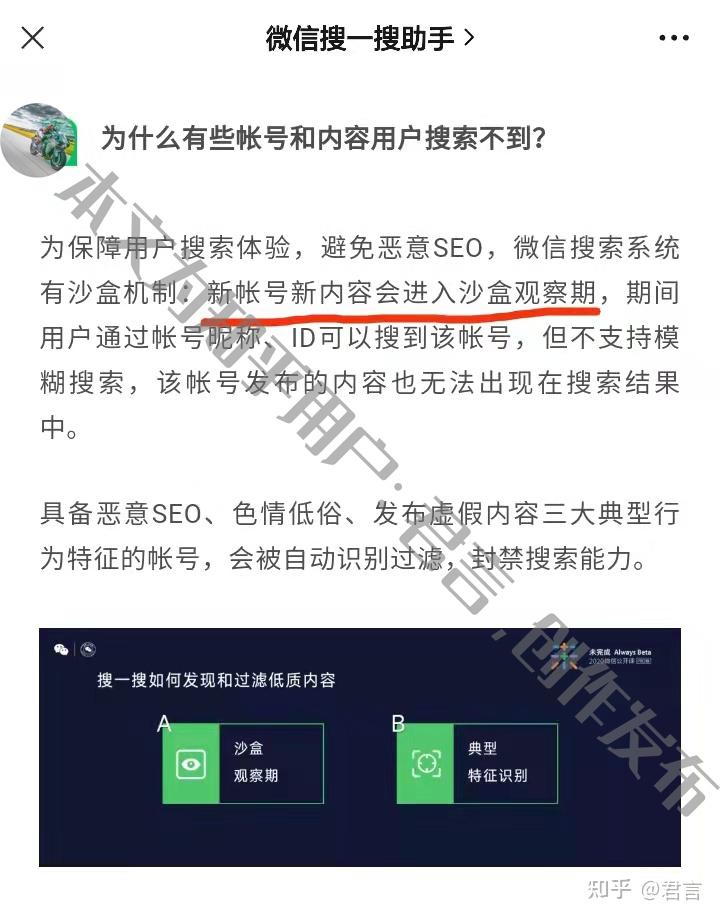 微信搜一搜助手
为什么有些帐号和内容用户搜索不到？
为保障用户搜索体验，避免恶意SEO，微信搜索系统
有沙盒机制：新帐号新内容会进入沙盒观察期，期间
用户通过帐号昵称、ID可以搜到该帐号，但不支持模
糊搜索，该帐号发布的内容也无法出现在搜索结果
中。
具备恶意SEO、色情低俗、发布虚假内容三大典型行
为特征的帐号，会被自动识别过滤，封禁搜索能力。
未完成 Always Beta
2020微信公开课
搜一搜如何发现和过滤低质内容
A
沙盒
观察期
B
典型
特征识别
本文为知乎用户·君言，创作发布
知乎 @君言